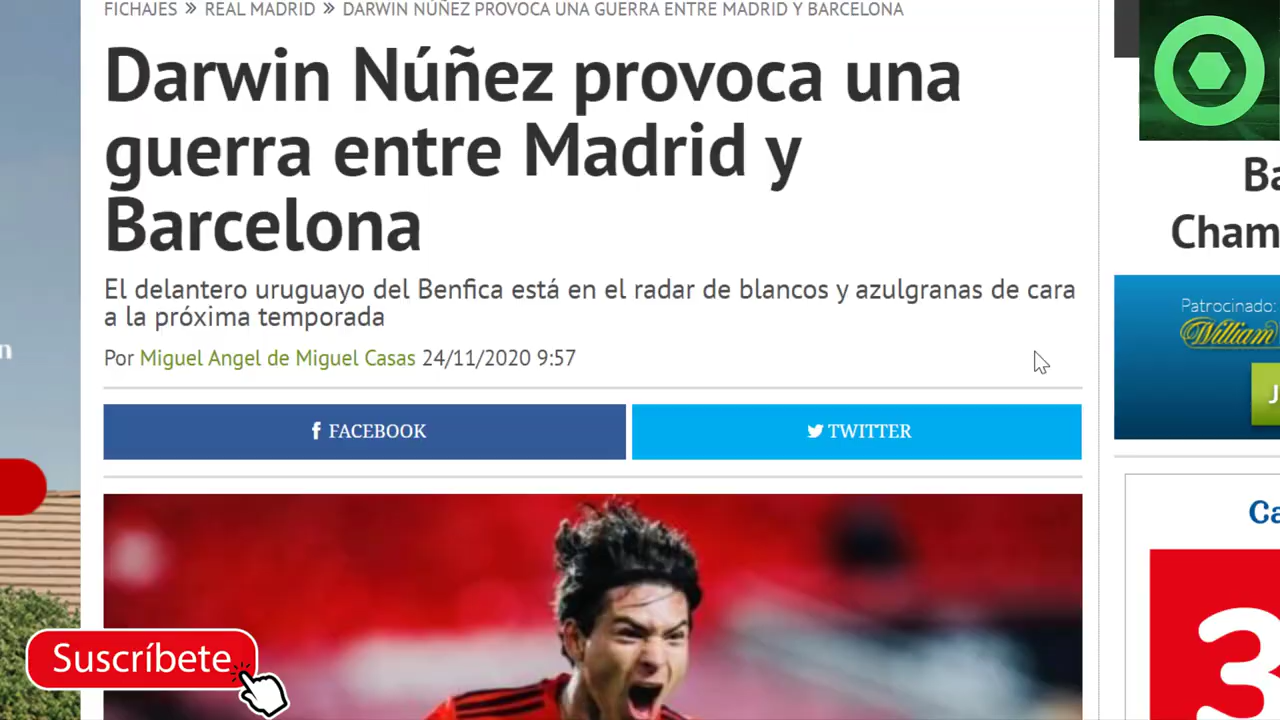 FICHAJES » REAL MADRID » DARWIN NÚÑEZ PROVOCA UNA GUERRA ENTRE MADRID Y BARCELONA
Darwin Núñez provoca una
guerra entre Madrid y
Barcelona
El delantero uruguayo del Benfica está en el radar de blancos y azulgranas de cara
a la próxima temporada
Por Miguel Angel de Miguel Casas 24/11/2020 9:57
FACEBOOK
TWITTER
Suscríbete
Patrocinado:
William
3